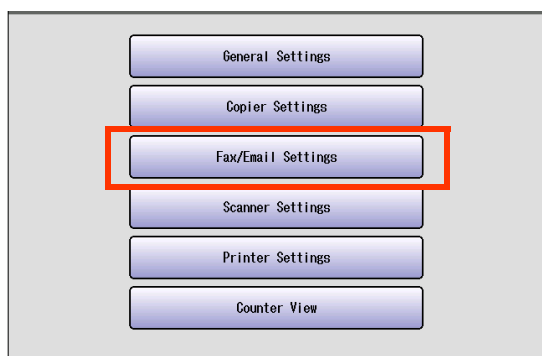 General Settings
Copier Settings
Fax/Email Settings
Scanner Settings
Printer Settings
Counter View